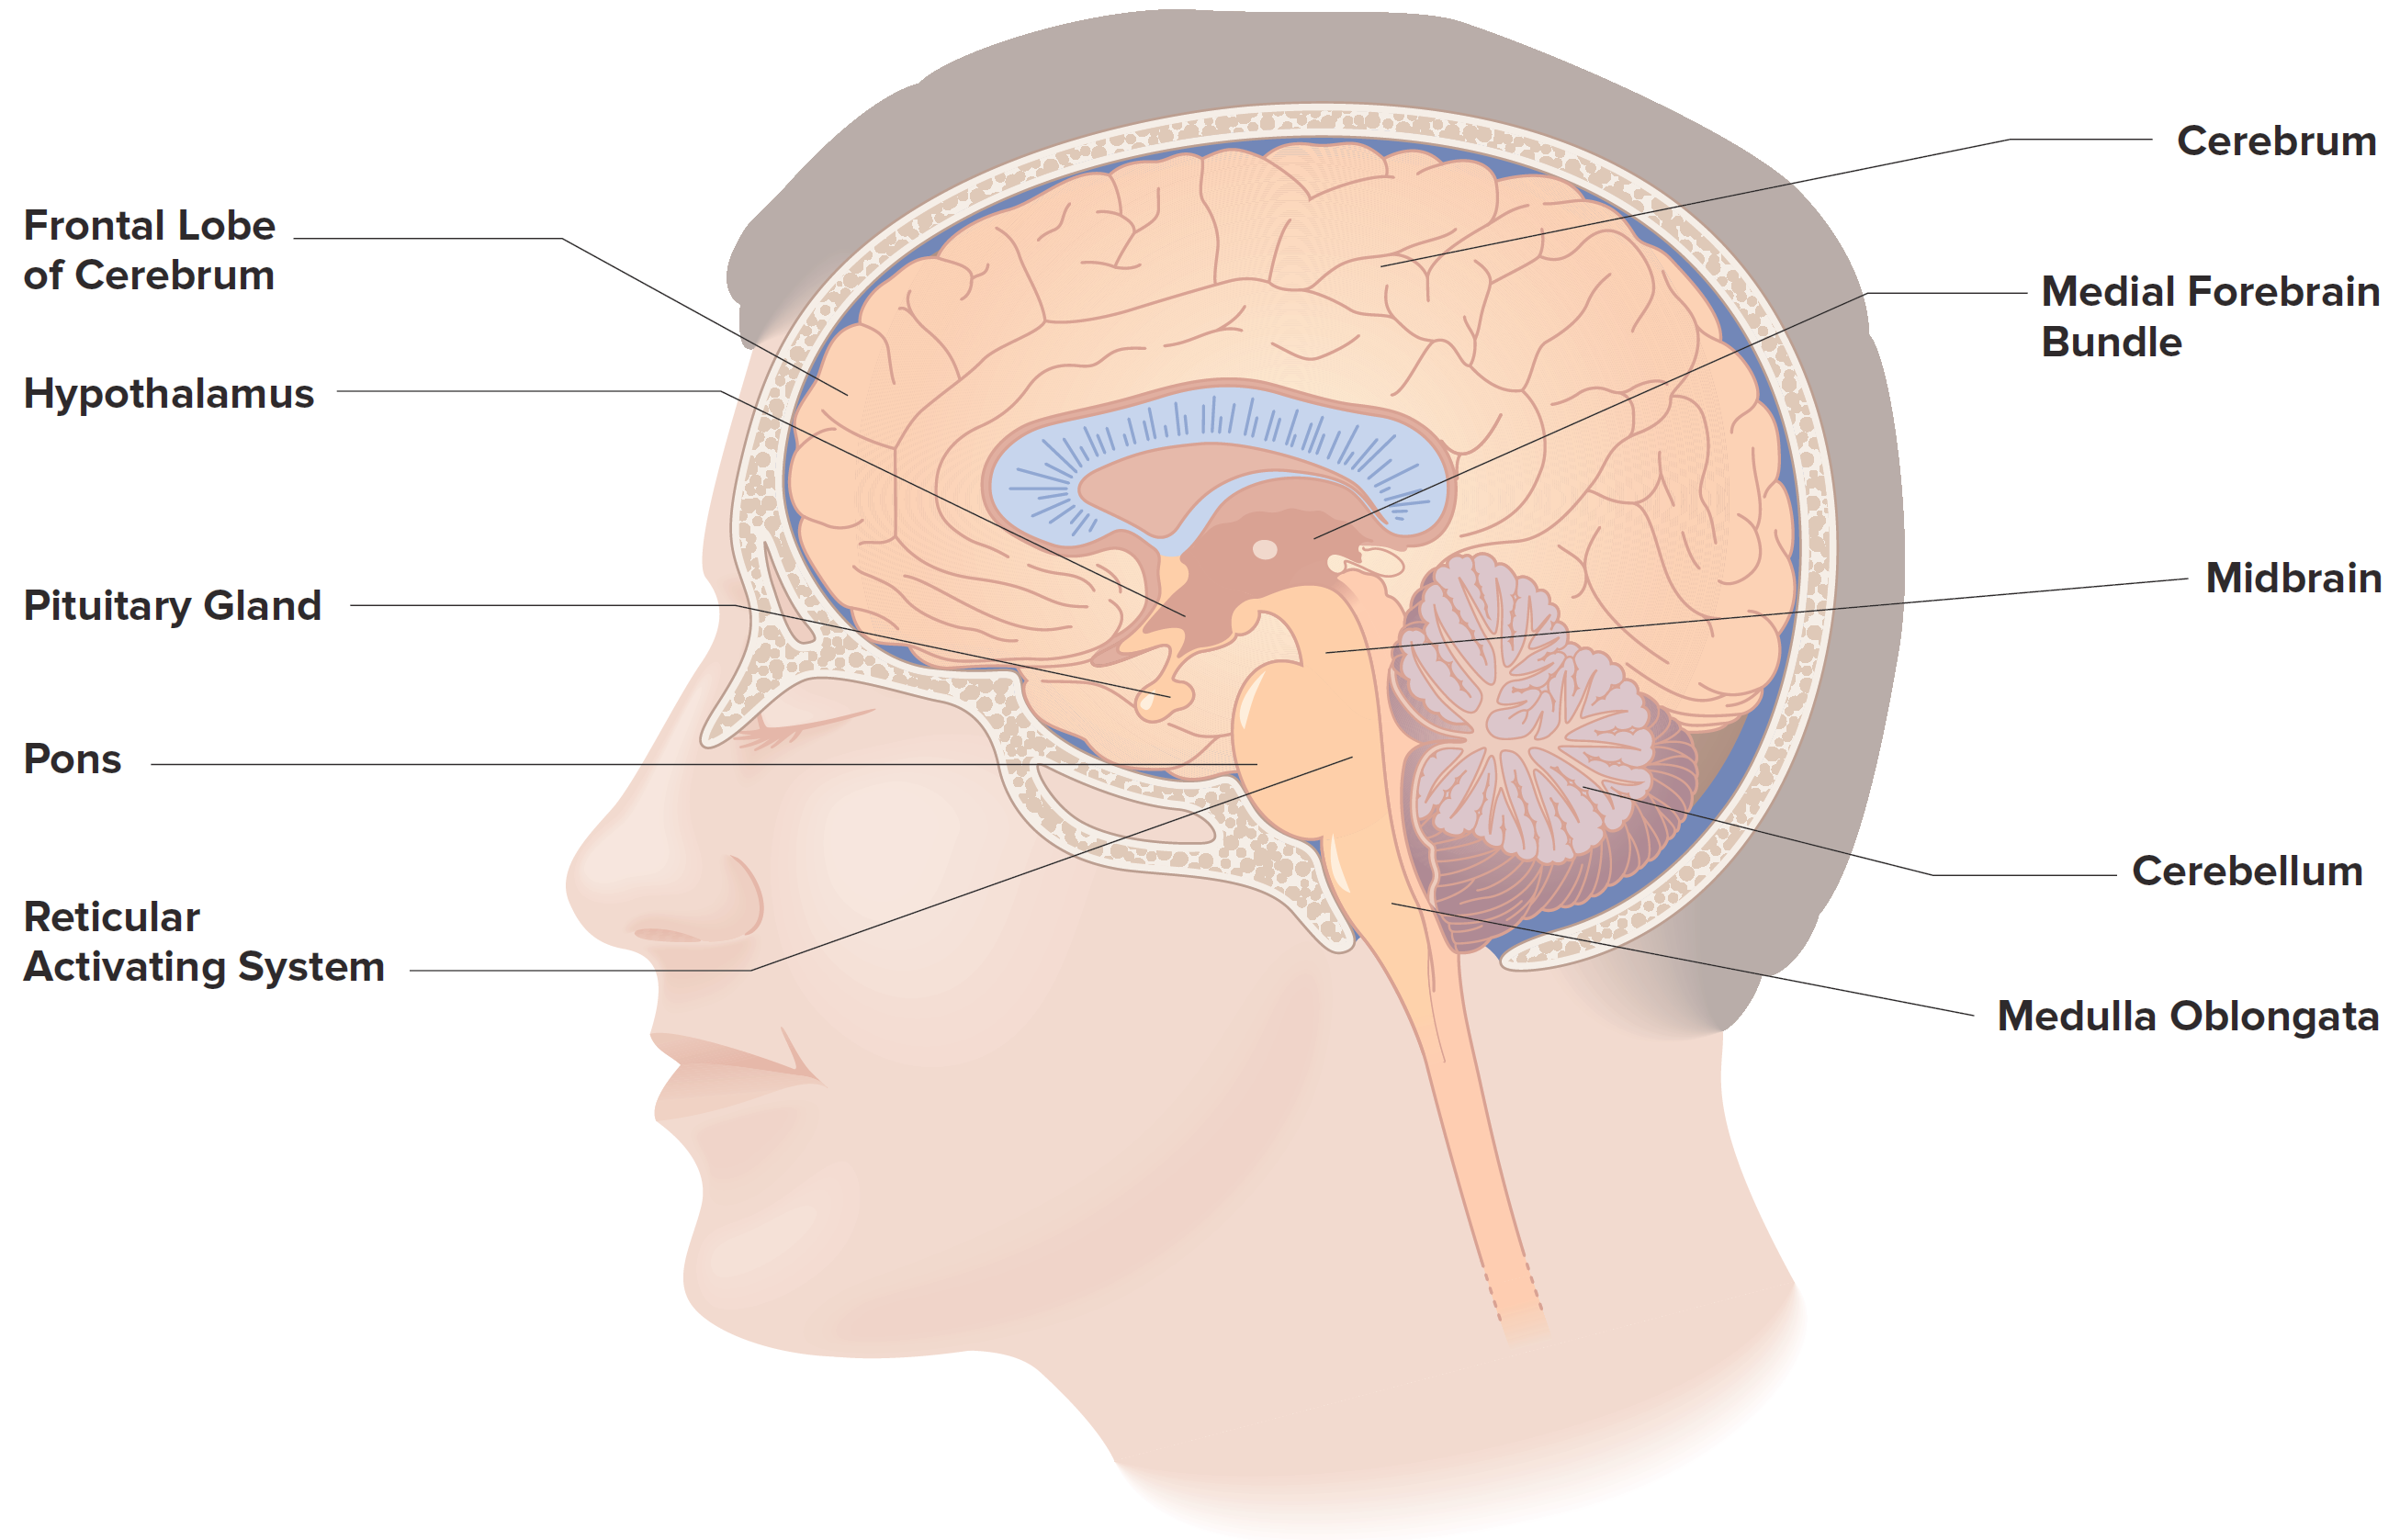 Frontal Lobe
of Cerebrum
Hypothalamus
Pituitary Gland
Pons
Reticular
Activating System
Cerebrum
Medial Forebrain
Bundle
Midbrain
Cerebellum
Medulla Oblongata